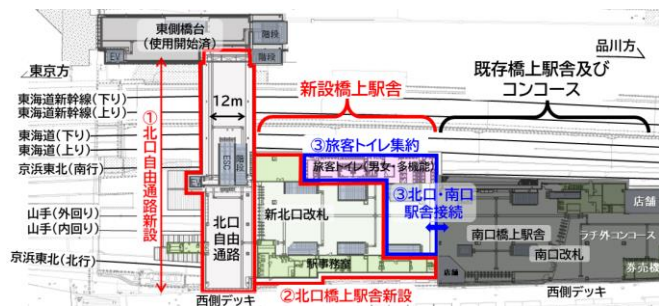 東側橋台
(使用開始済)
階段
EV
階段
東京方
品川方
新設橋上駅舎
既存橋上駅舎及び
コンコース
東海道新幹線(下り)
東海道新幹線(上り)
12m
①北口自由通路新設
東海道(下り)
東海道(上り)
ESC
階段
③旅客トイレ集約
京浜東北(南行)
旅客トイレ(男女・多機能)
③北口・南口
駅舎接続
店舗
山手(外回り)
山手(内回り)
新北口改札
北口
自由
通路
南口橋上駅舎
ラチ外コンコース
南口改札
京浜東北(北行)
駅事務室
店舗
券売機
西側デッキ
②北口橋上駅舎新設
西側デッキ